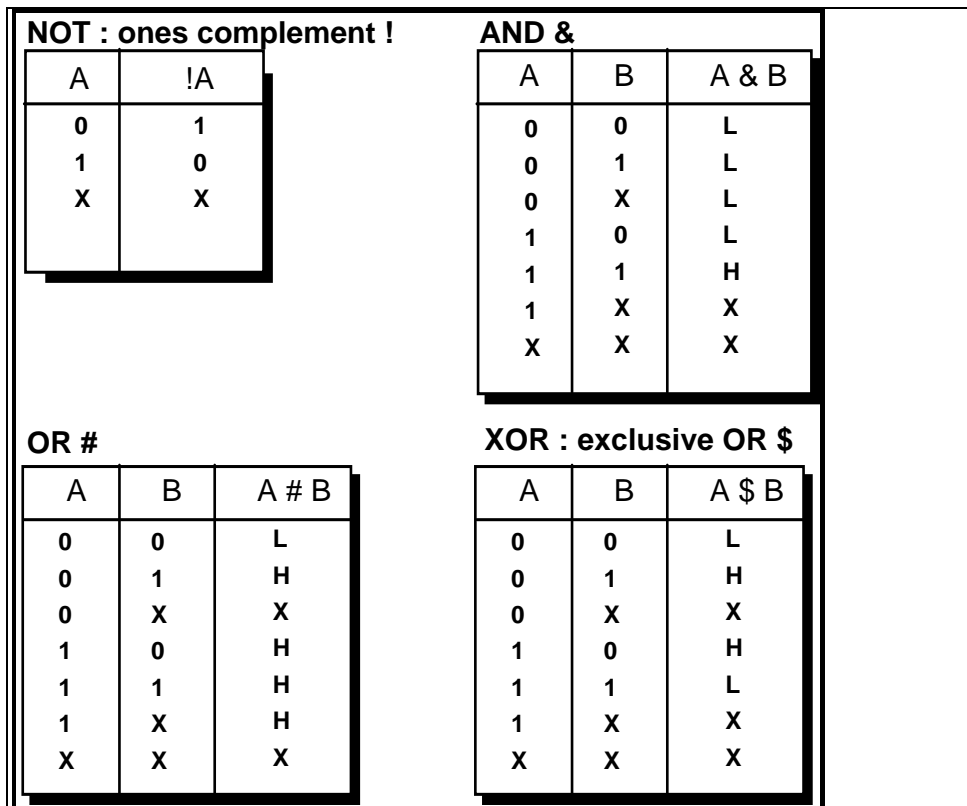 NOT : ones complement !
A !A
0 1
1 0
X X
AND &
A B A & B
0 0 L
0 1 L
0 X L
1 0 L
1 1 H
1 X X
X X X
OR #
A B A # B
0 0 L
0 1 H
0 X X
1 0 H
1 1 H
1 X H
X X X
XOR : exclusive OR $
A B A $ B
0 0 L
0 1 H
0 X X
1 0 H
1 1 L
1 X X
X X X